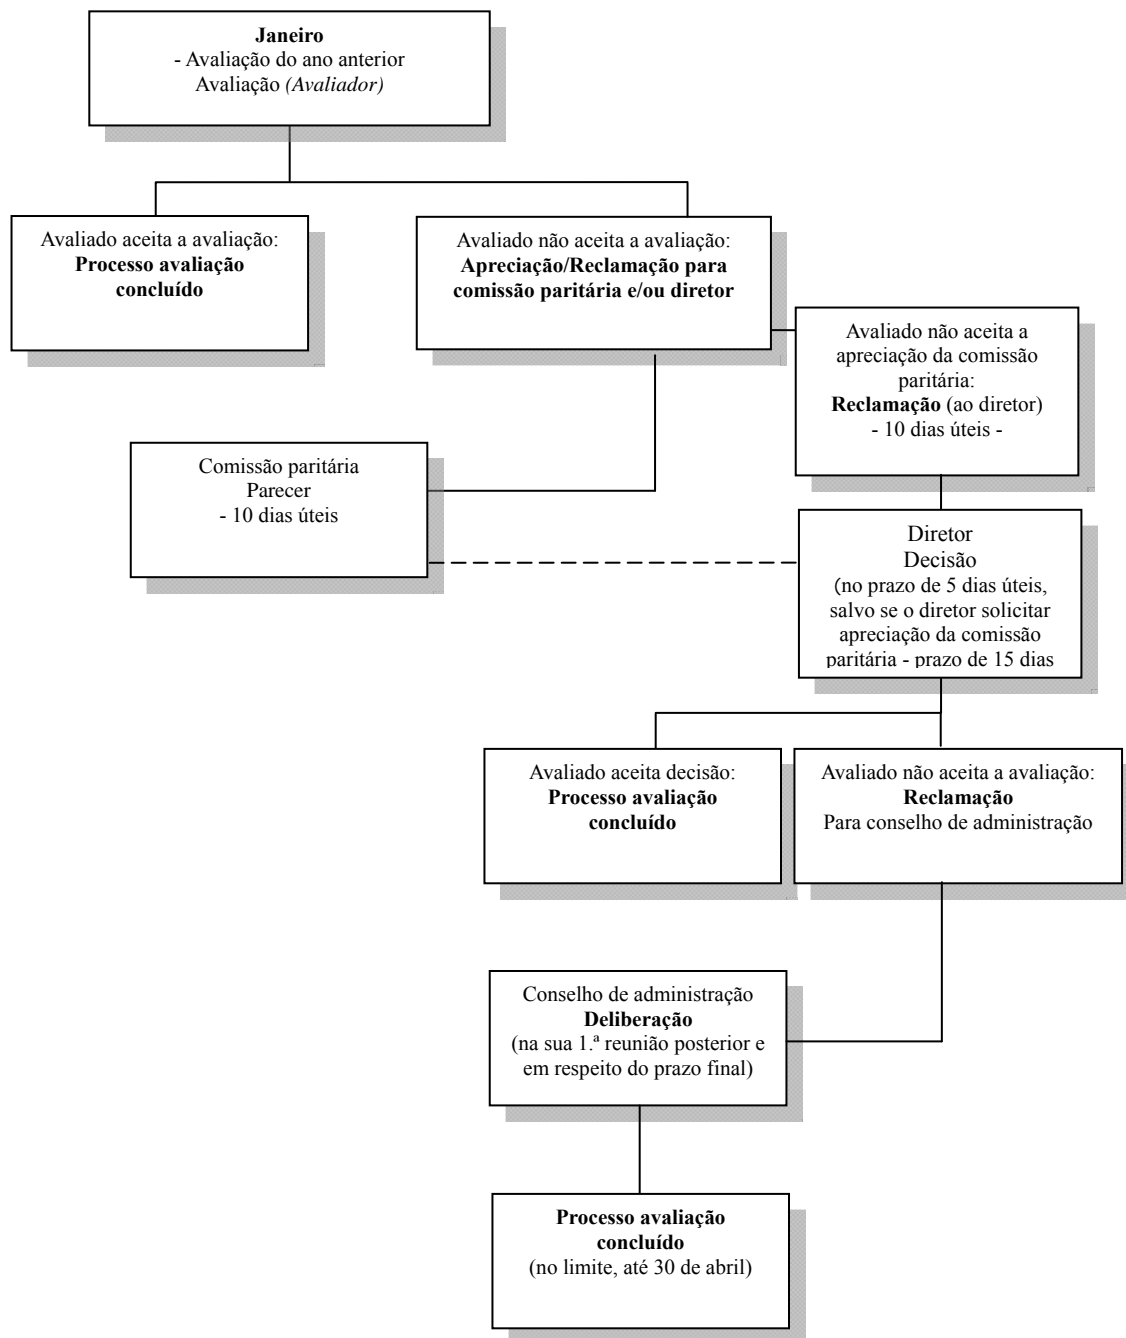 Janeiro
- Avaliação do ano anterior
Avaliação (Avaliador)
Avaliado aceita a avaliação:
Processo avaliação
concluído
Avaliado não aceita a avaliação:
Apreciação/Reclamação para
comissão paritária e/ou diretor
Avaliado não aceita a
apreciação da comissão
paritária:
Reclamação (ao diretor)
- 10 dias úteis -
Comissão paritária
Parecer
- 10 dias úteis
Diretor
Decisão
(no prazo de 5 dias úteis,
salvo se o diretor solicitar
apreciação da comissão
paritária - prazo de 15 dias
Avaliado aceita decisão:
Processo avaliação
concluído
Avaliado não aceita a avaliação:
Reclamação
Para conselho de administração
Conselho de administração
Deliberação
(na sua 1.ª reunião posterior e
em respeito do prazo final)
Processo avaliação
concluído
(no limite, até 30 de abril)